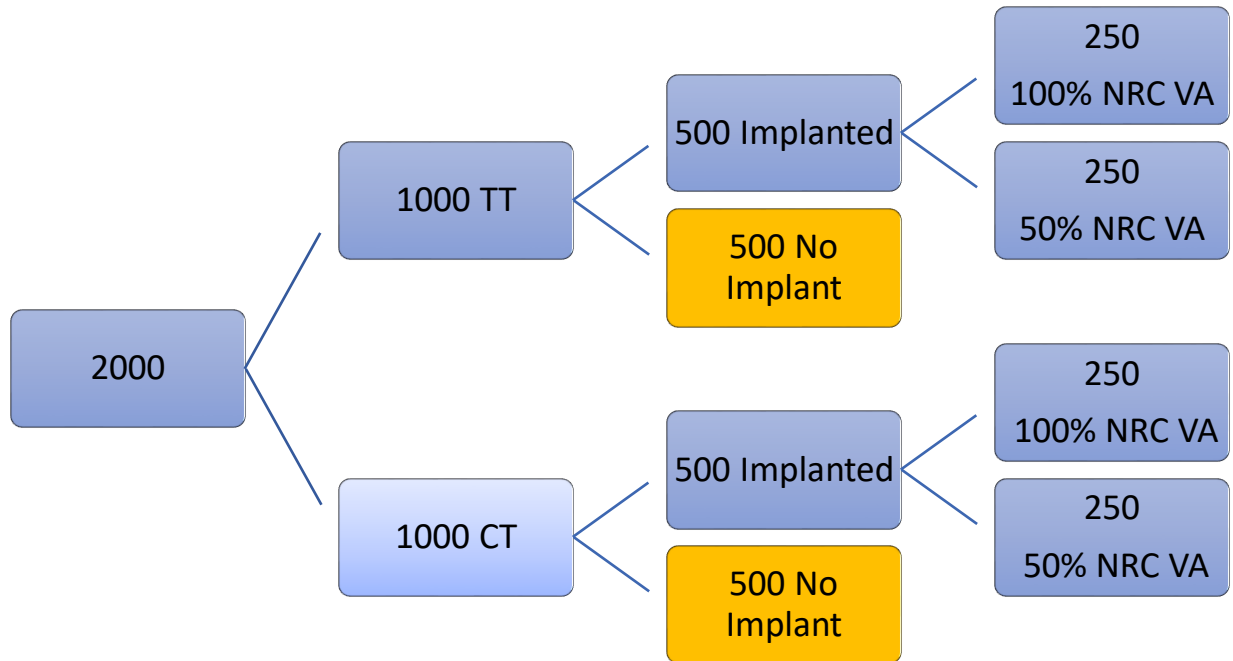 2000
1000 TT
500 Implanted
250
100% NRC VA
250
50% NRC VA
500 No
Implant
1000 CT
500 Implanted
250
100% NRC VA
250
50% NRC VA
500 No
Implant